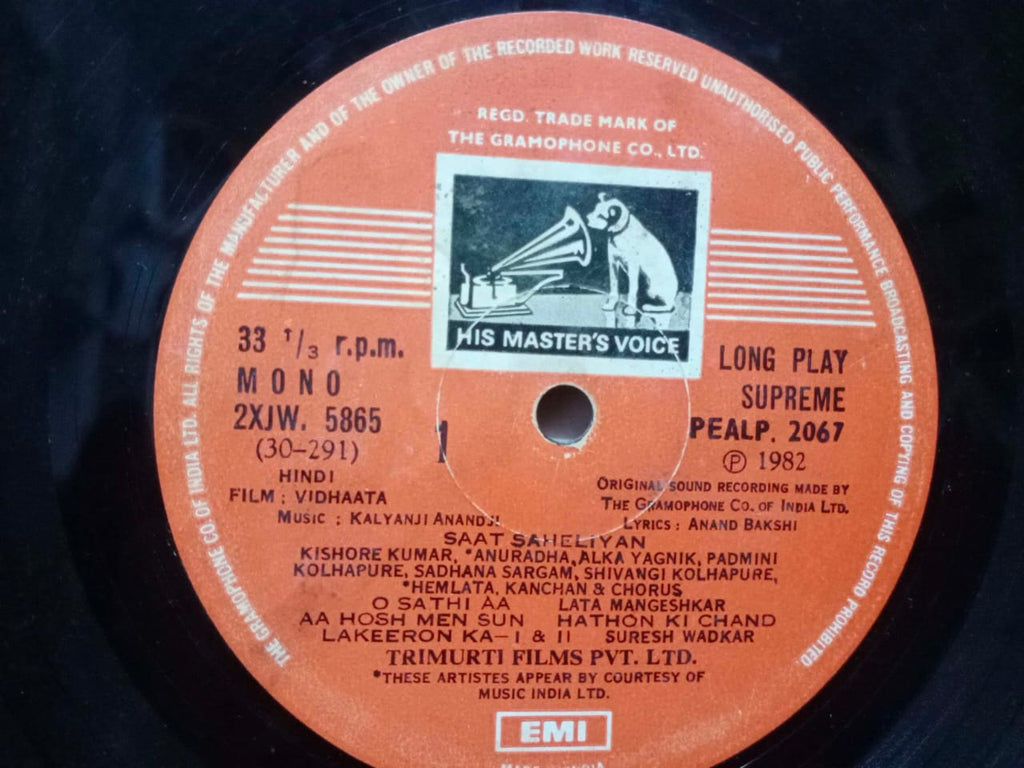 THE GRAMOPHONE CO. OF INDIA LTD. ALL RIGHTS OF THE MANUFACTURER AND OF THE OWNER OF THE RECORDED WORK RESERVED UNAUTHORISED PUBLIC PERFORMANCE BROADCASTING AND COPYING OF THIS RECORD PROHIBITED.
REGD. TRADE MARK OF
THE GRAMOPHONE CO., LTD.
HIS MASTER'S VOICE
33 1/3 r.p.m.
MONO
2XJW. 5865
(30-291)
1
LONG PLAY
SUPREME
PEALP. 2067
Ⓟ 1982
HINDI
FILM : VIDHAATA
ORIGINAL SOUND RECORDING MADE BY
THE GRAMOPHONE CO. OF INDIA LTD.
MUSIC : KALYANJI ANANDJI
LYRICS : ANAND BAKSHI
SAAT SAHELIYAN
KISHORE KUMAR, *ANURADHA, ALKA YAGNIK, PADMINI
KOLHAPURE, SADHANA SARGAM, SHIVANGI KOLHAPURE,
*HEMLATA, KANCHAN & CHORUS
O SATHI AA LATA MANGESHKAR
AA HOSH MEN SUN HATHON KI CHAND
LAKEERON KA-I & II SURESH WADKAR
TRIMURTI FILMS PVT. LTD.
*THESE ARTISTES APPEAR BY COURTESY OF
MUSIC INDIA LTD.
EMI